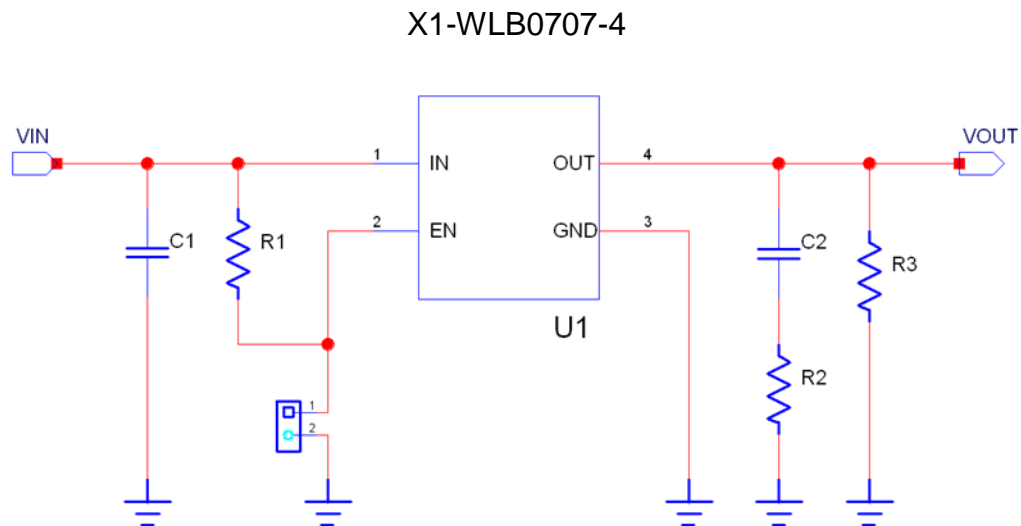 X1-WLB0707-4
VIN
VOUT
1
IN
OUT
4
2
EN
GND
3
C1
R1
C2
R3
U1
R2
1
2